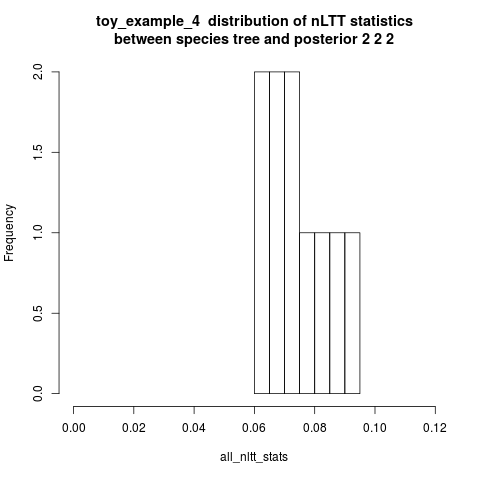 toy_example_4 distribution of nLTT statistics
between species tree and posterior 2 2 2
Frequency
2.0
1.5
1.0
0.5
0.0
0.00 0.02 0.04 0.06 0.08 0.10 0.12
all_nltt_stats